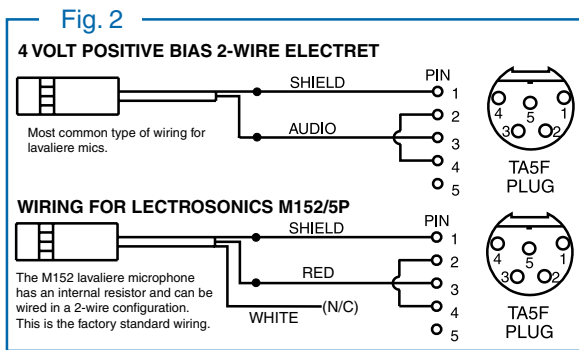 Fig. 2
4 VOLT POSITIVE BIAS 2-WIRE ELECTRET
PIN
SHIELD
1
2
AUDIO
3
4
5
Most common type of wiring for
lavaliere mics.
4
5
1
3
2
TA5F
PLUG
WIRING FOR LECTROSONICS M152/5P
PIN
SHIELD
1
2
RED
3
WHITE
(N/C)
4
5
The M152 lavaliere microphone
has an internal resistor and can be
wired in a 2-wire configuration.
This is the factory standard wiring.
4
5
1
3
2
TA5F
PLUG